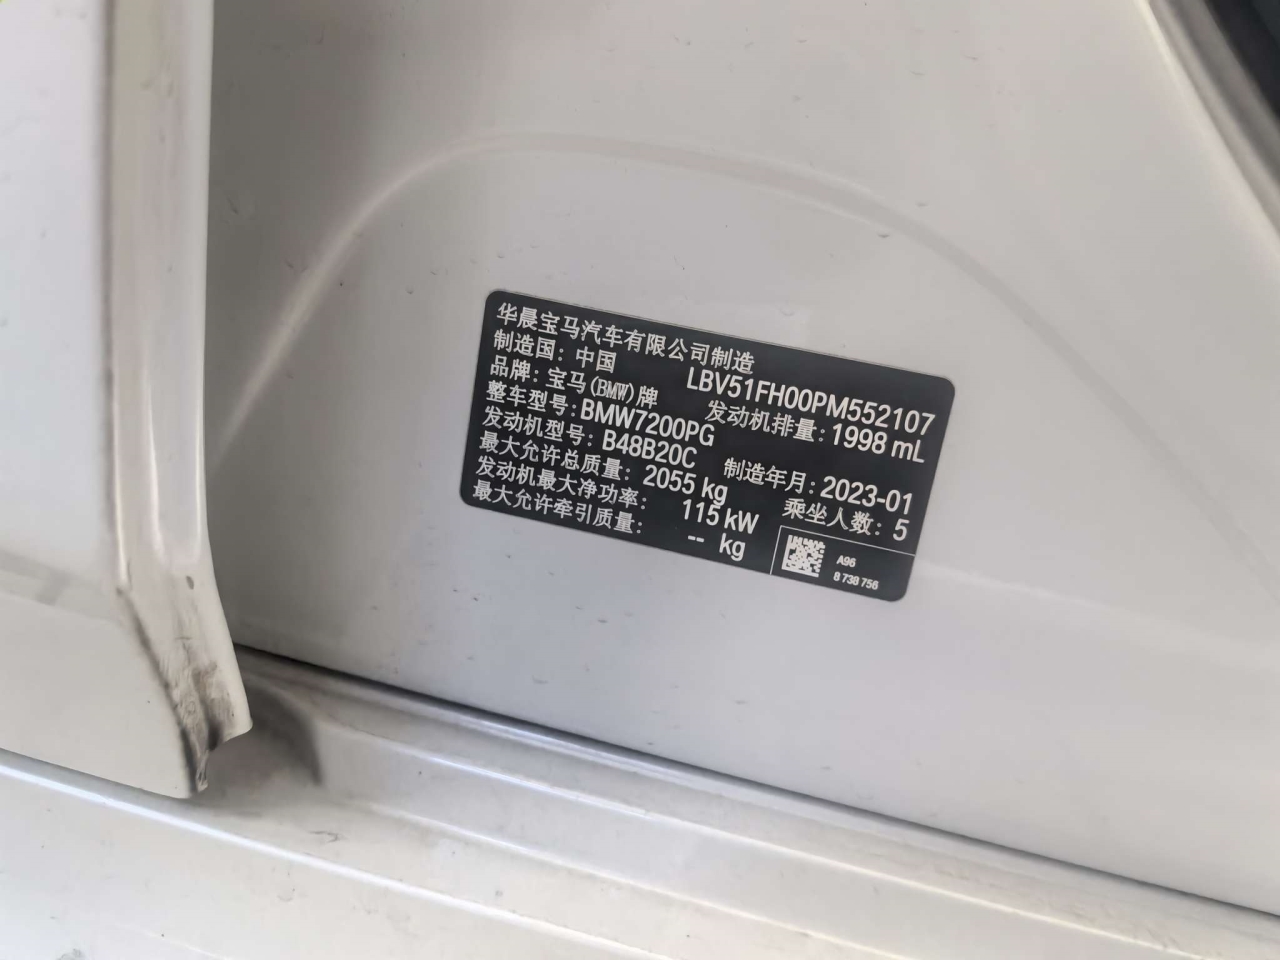 华晨宝马汽车有限公司制造
制造国：中国 LBV51FH00PM552107
品牌：宝马(BMW)牌 发动机排量：1998 mL
整车型号：BMW7200PG
发动机型号：B48B20C 制造年月：2023-01
最大允许总质量：2055 kg 乘坐人数：5
发动机最大净功率：115 kW
最大允许牵引质量：-- kg
A96
8 738 756